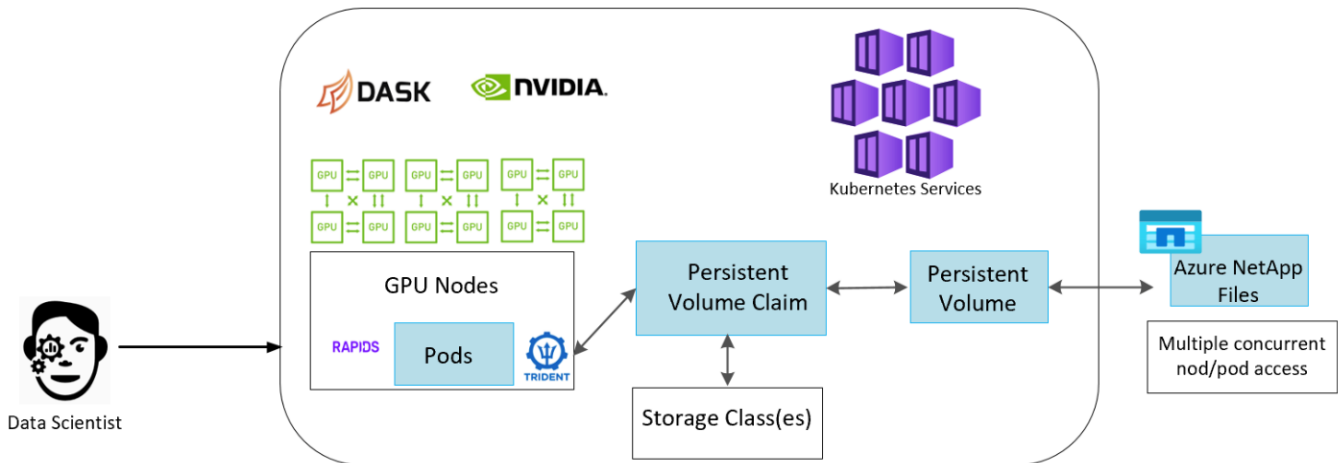 DASK
NVIDIA.
Kubernetes Services
GPU GPU GPU GPU GPU GPU
GPU GPU GPU GPU GPU GPU
GPU Nodes
RAPIDS
Pods
TRIDENT
Persistent
Volume Claim
Persistent
Volume
Azure NetApp
Files
Multiple concurrent
nod/pod access
Storage Class(es)
Data Scientist